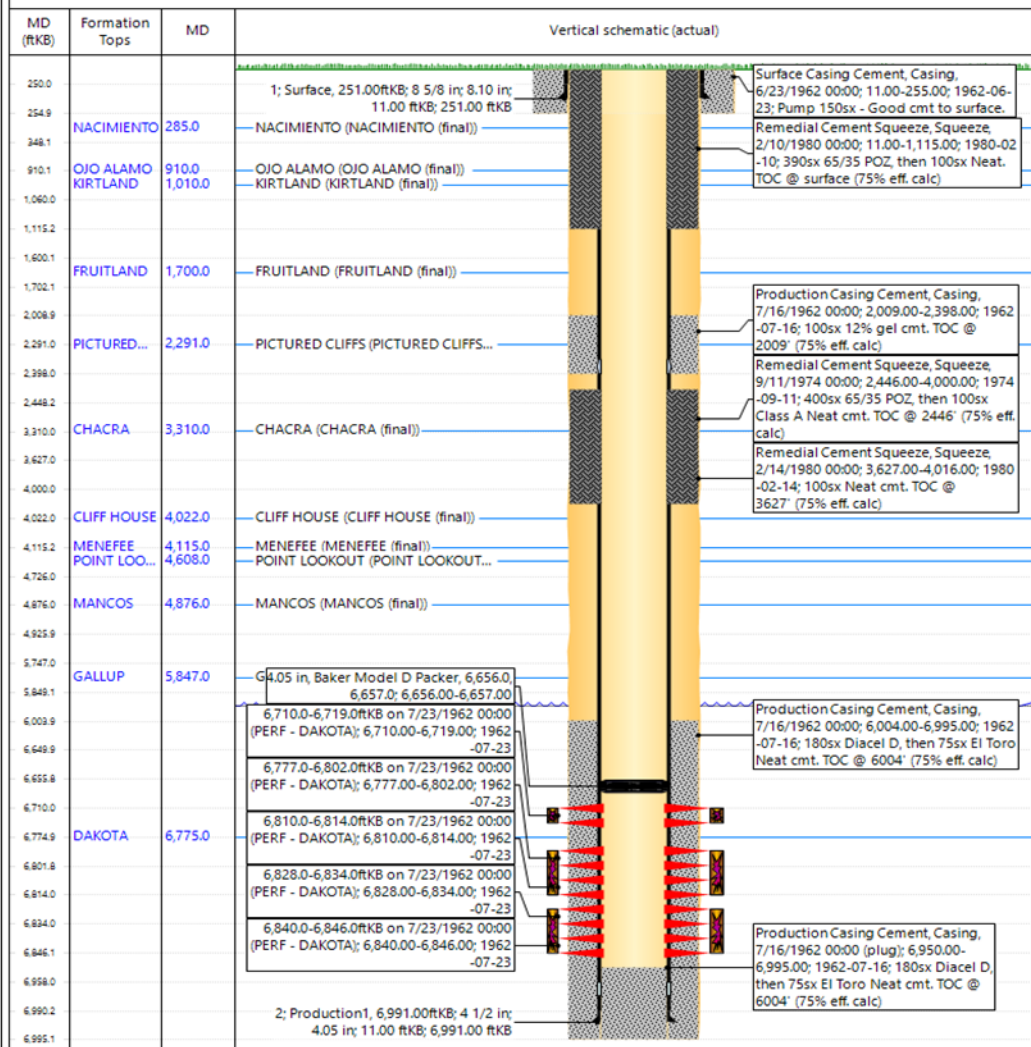 MD
(ftKB)
Formation
Tops
MD
Vertical schematic (actual)
250.0
254.9
348.1
910.1
1,060.0
1,115.2
1,600.1
1,702.1
2,008.9
2,291.0
2,398.0
2,448.2
3,310.0
3,627.0
4,000.0
4,022.0
4,115.2
4,726.0
4,876.0
4,925.9
5,747.0
5,849.1
6,003.9
6,649.9
6,655.8
6,710.0
6,774.9
6,801.8
6,814.0
6,834.0
6,846.1
6,958.0
6,990.2
6,995.1
NACIMIENTO 285.0
OJO ALAMO 910.0
KIRTLAND 1,010.0
FRUITLAND 1,700.0
PICTURED... 2,291.0
CHACRA 3,310.0
CLIFF HOUSE 4,022.0
MENEFEE 4,115.0
POINT LOO... 4,608.0
MANCOS 4,876.0
GALLUP 5,847.0
DAKOTA 6,775.0
1; Surface, 251.00ftKB; 8 5/8 in; 8.10 in;
11.00 ftKB; 251.00 ftKB
NACIMIENTO (NACIMIENTO (final))
OJO ALAMO (OJO ALAMO (final))
KIRTLAND (KIRTLAND (final))
FRUITLAND (FRUITLAND (final))
PICTURED CLIFFS (PICTURED CLIFFS...
CHACRA (CHACRA (final))
CLIFF HOUSE (CLIFF HOUSE (final))
MENEFEE (MENEFEE (final))
POINT LOOKOUT (POINT LOOKOUT...
MANCOS (MANCOS (final))
G
4.05 in, Baker Model D Packer, 6,656.0,
6,657.0; 6,656.00-6,657.00
6,710.0-6,719.0ftKB on 7/23/1962 00:00
(PERF - DAKOTA); 6,710.00-6,719.00; 1962
-07-23
6,777.0-6,802.0ftKB on 7/23/1962 00:00
(PERF - DAKOTA); 6,777.00-6,802.00; 1962
-07-23
6,810.0-6,814.0ftKB on 7/23/1962 00:00
(PERF - DAKOTA); 6,810.00-6,814.00; 1962
-07-23
6,828.0-6,834.0ftKB on 7/23/1962 00:00
(PERF - DAKOTA); 6,828.00-6,834.00; 1962
-07-23
6,840.0-6,846.0ftKB on 7/23/1962 00:00
(PERF - DAKOTA); 6,840.00-6,846.00; 1962
-07-23
2; Production1, 6,991.00ftKB; 4 1/2 in;
4.05 in; 11.00 ftKB; 6,991.00 ftKB
Surface Casing Cement, Casing,
6/23/1962 00:00; 11.00-255.00; 1962-06-
23; Pump 150sx - Good cmt to surface.
Remedial Cement Squeeze, Squeeze,
2/10/1980 00:00; 11.00-1,115.00; 1980-02
-10; 390sx 65/35 POZ, then 100sx Neat.
TOC @ surface (75% eff. calc)
Production Casing Cement, Casing,
7/16/1962 00:00; 2,009.00-2,398.00; 1962
-07-16; 100sx 12% gel cmt. TOC @
2009' (75% eff. calc)
Remedial Cement Squeeze, Squeeze,
9/11/1974 00:00; 2,446.00-4,000.00; 1974
-09-11; 400sx 65/35 POZ, then 100sx
Class A Neat cmt. TOC @ 2446' (75% eff.
calc)
Remedial Cement Squeeze, Squeeze,
2/14/1980 00:00; 3,627.00-4,016.00; 1980
-02-14; 100sx Neat cmt. TOC @
3627' (75% eff. calc)
Production Casing Cement, Casing,
7/16/1962 00:00; 6,004.00-6,995.00; 1962
-07-16; 180sx Diacel D, then 75sx El Toro
Neat cmt. TOC @ 6004' (75% eff. calc)
Production Casing Cement, Casing,
7/16/1962 00:00 (plug); 6,950.00-
6,995.00; 1962-07-16; 180sx Diacel D,
then 75sx El Toro Neat cmt. TOC @
6004' (75% eff. calc)